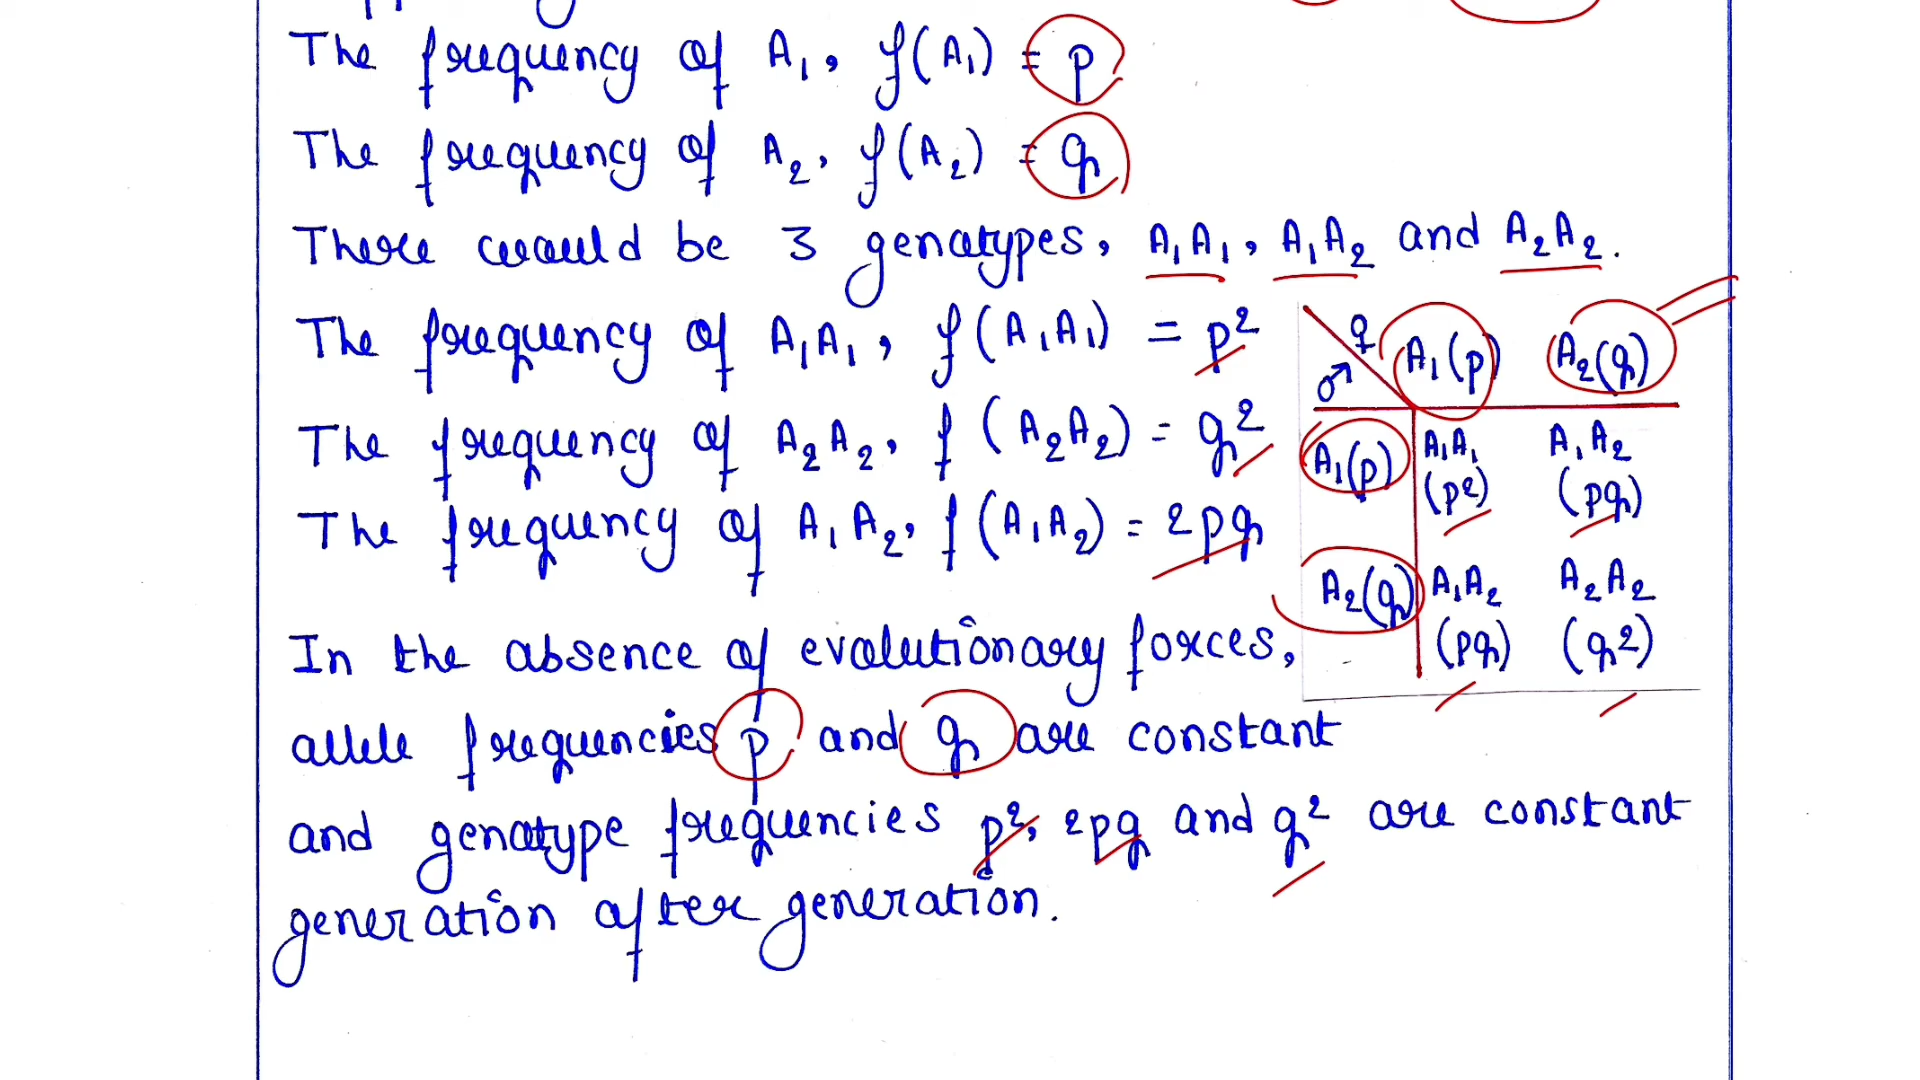 The frequency of A₁, f(A₁) = p
The frequency of A₂, f(A₂) = q
There would be 3 genotypes, A₁A₁, A₁A₂ and A₂A₂.
The frequency of A₁A₁, f(A₁A₁) = p²
The frequency of A₂A₂, f(A₂A₂) = q²
The frequency of A₁A₂, f(A₁A₂) = 2pq
♀ A₁(p) A₂(q)
♂
A₁(p) A₁A₁ A₁A₂
(p²) (pq)
A₂(q) A₁A₂ A₂A₂
(pq) (q²)
In the absence of evolutionary forces,
allele frequencies p and q are constant
and genotype frequencies p², 2pq and q² are constant
generation after generation.